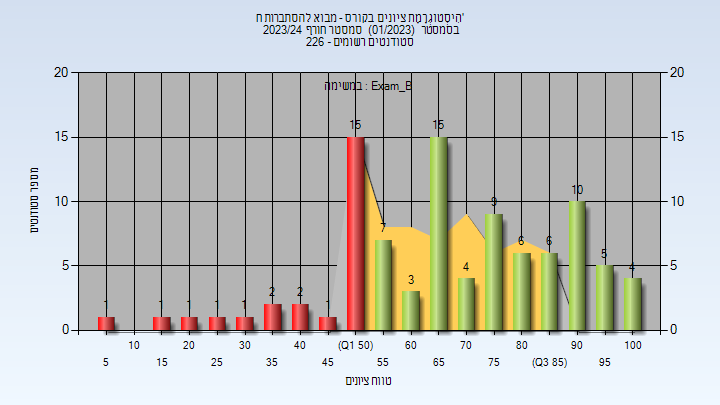 היסטוגרמת ציונים בקורס - מבוא להסתברות ח'
בסמסטר (01/2023) סמסטר חורף 2023/24
סטודנטים רשומים - 226
במשימה : Exam_B
20 20
15 15
10 10
5 5
0 0
מספר סטודנטים
1 1 1 1 1 2 2 1 15 7 3 15 4 9 6 6 10 5 4
10 20 30 40 (Q1 50) 60 70 80 90 100
5 15 25 35 45 55 65 75 (Q3 85) 95
טווח ציונים